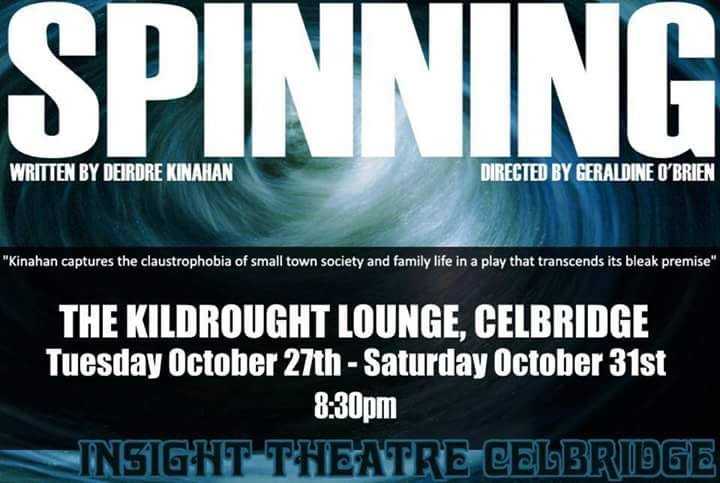 SPINNING
WRITTEN BY DEIRDRE KINAHAN DIRECTED BY GERALDINE O'BRIEN
"Kinahan captures the claustrophobia of small town society and family life in a play that transcends its bleak premise"
THE KILDROUGHT LOUNGE, CELBRIDGE
Tuesday October 27th - Saturday October 31st
8:30pm
INSIGHT THEATRE CELBRIDGE